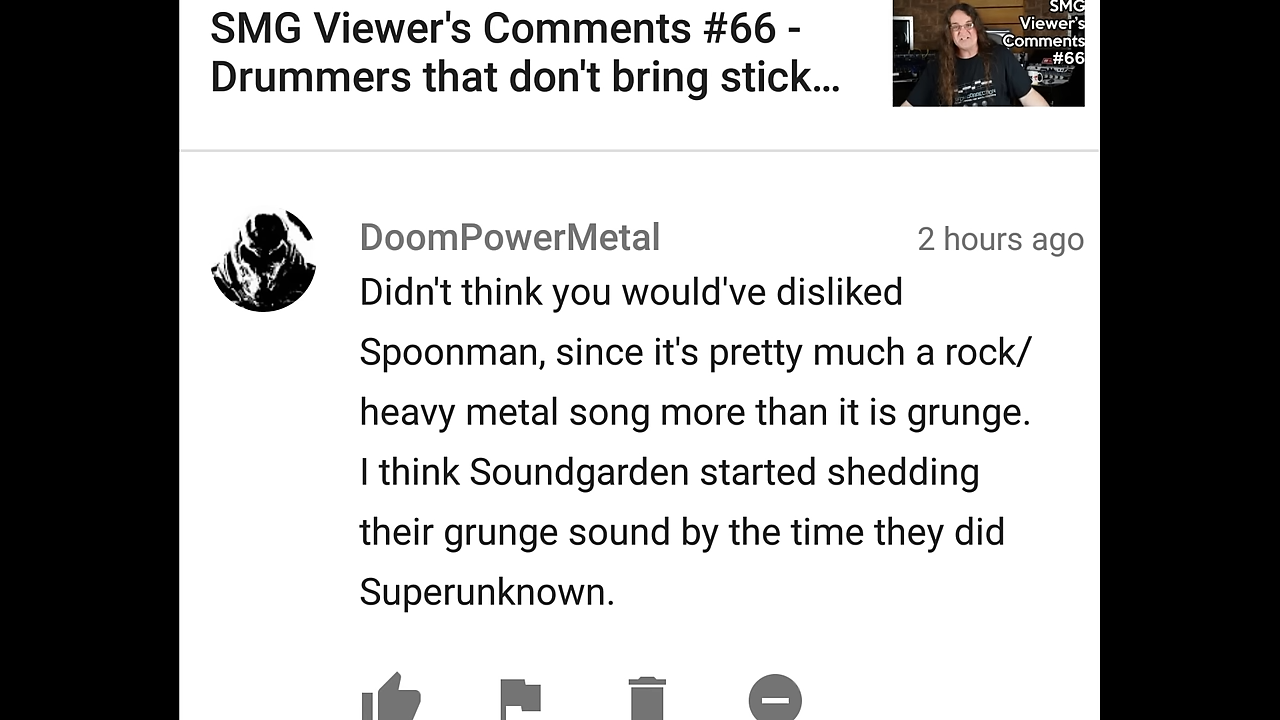 SMG Viewer's Comments #66 -
Drummers that don't bring stick...
SMG
Viewer's
Comments
#66
DoomPowerMetal
2 hours ago
Didn't think you would've disliked
Spoonman, since it's pretty much a rock/
heavy metal song more than it is grunge.
I think Soundgarden started shedding
their grunge sound by the time they did
Superunknown.